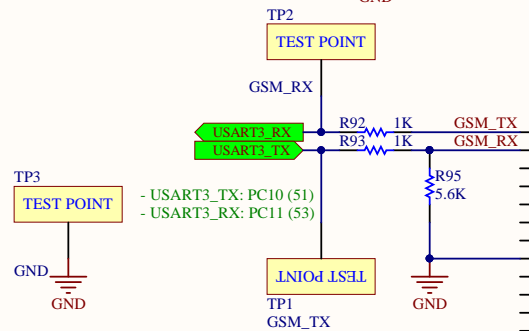 GND
TP2
TEST POINT
GSM_RX
USART3_RX
R92
1K
GSM_TX
USART3_TX
R93
1K
GSM_RX
TP3
TEST POINT
- USART3_TX: PC10 (51)
- USART3_RX: PC11 (53)
R95
5.6K
GND
GND
TEST POINT
TP1
GSM_TX
GND